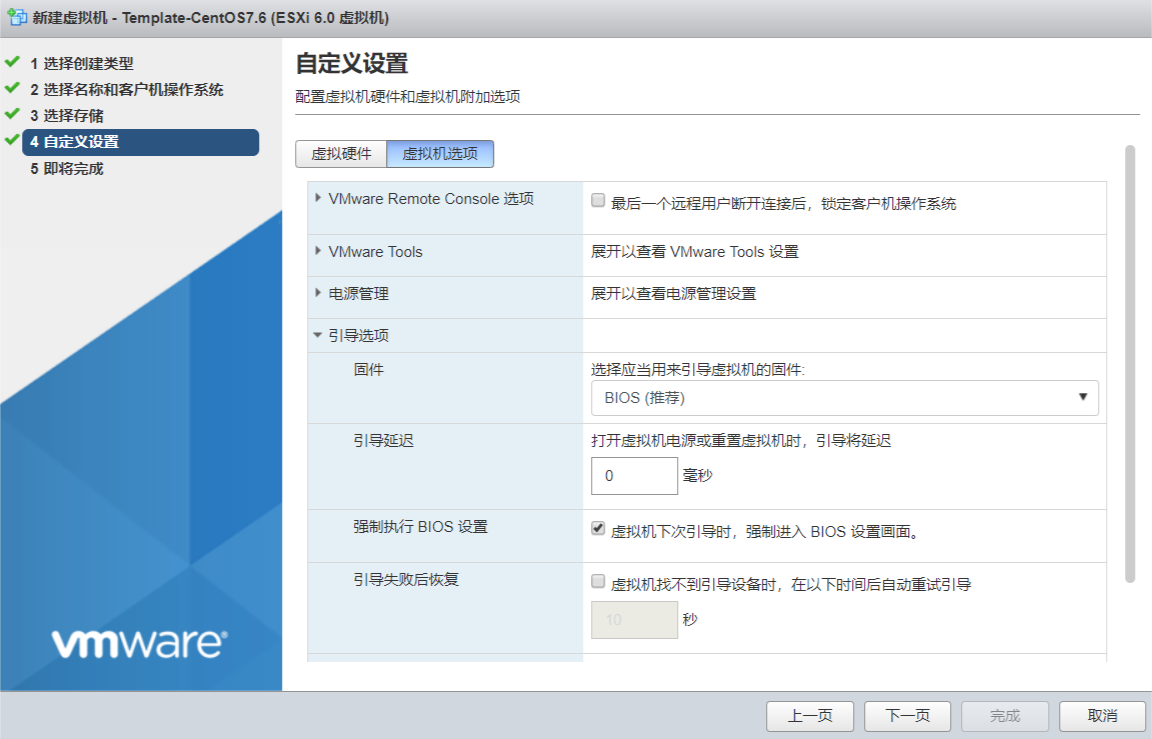 新建虚拟机 - Template-CentOS7.6 (ESXi 6.0 虚拟机)
1 选择创建类型
2 选择名称和客户机操作系统
3 选择存储
4 自定义设置
5 即将完成
vmware®
自定义设置
配置虚拟机硬件和虚拟机附加选项
虚拟硬件 虚拟机选项
VMware Remote Console 选项 最后一个远程用户断开连接后，锁定客户机操作系统
VMware Tools 展开以查看 VMware Tools 设置
电源管理 展开以查看电源管理设置
引导选项
固件 选择应当用来引导虚拟机的固件:
BIOS (推荐)
引导延迟 打开虚拟机电源或重置虚拟机时，引导将延迟
0 毫秒
强制执行 BIOS 设置 虚拟机下次引导时，强制进入 BIOS 设置画面。
引导失败后恢复 虚拟机找不到引导设备时，在以下时间后自动重试引导
10 秒
上一页 下一页 完成 取消